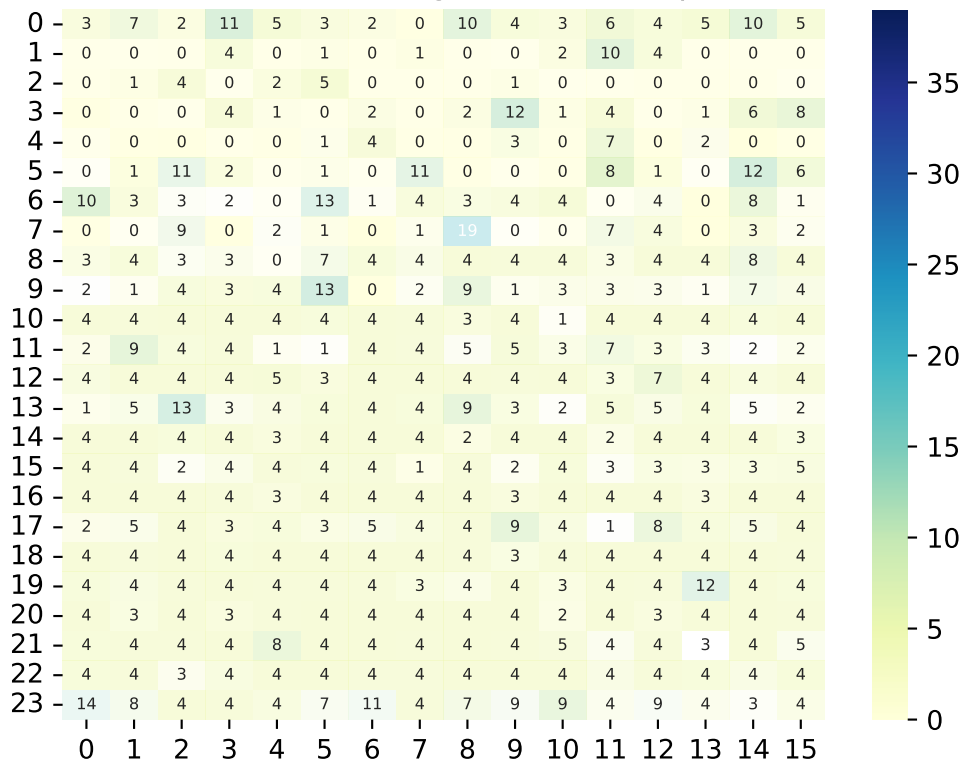 0 3 7 2 11 5 3 2 0 10 4 3 6 4 5 10 5
1 0 0 0 4 0 1 0 1 0 0 2 10 4 0 0 0
2 0 1 4 0 2 5 0 0 0 1 0 0 0 0 0 0
3 0 0 0 4 1 0 2 0 2 12 1 4 0 1 6 8
4 0 0 0 0 0 1 4 0 0 3 0 7 0 2 0 0
5 0 1 11 2 0 1 0 11 0 0 0 8 1 0 12 6
6 10 3 3 2 0 13 1 4 3 4 4 0 4 0 8 1
7 0 0 9 0 2 1 0 1 19 0 0 7 4 0 3 2
8 3 4 3 3 0 7 4 4 4 4 4 3 4 4 8 4
9 2 1 4 3 4 13 0 2 9 1 3 3 3 1 7 4
10 4 4 4 4 4 4 4 4 3 4 1 4 4 4 4 4
11 2 9 4 4 1 1 4 4 5 5 3 7 3 3 2 2
12 4 4 4 4 5 3 4 4 4 4 4 3 7 4 4 4
13 1 5 13 3 4 4 4 4 9 3 2 5 5 4 5 2
14 4 4 4 4 3 4 4 4 2 4 4 2 4 4 4 3
15 4 4 2 4 4 4 4 1 4 2 4 3 3 3 3 5
16 4 4 4 4 3 4 4 4 4 3 4 4 4 3 4 4
17 2 5 4 3 4 3 5 4 4 9 4 1 8 4 5 4
18 4 4 4 4 4 4 4 4 4 3 4 4 4 4 4 4
19 4 4 4 4 4 4 4 3 4 4 3 4 4 12 4 4
20 4 3 4 3 4 4 4 4 4 4 2 4 3 4 4 4
21 4 4 4 4 8 4 4 4 4 4 5 4 4 3 4 5
22 4 4 3 4 4 4 4 4 4 4 4 4 4 4 4 4
23 14 8 4 4 4 7 11 4 7 9 9 4 9 4 3 4
0 1 2 3 4 5 6 7 8 9 10 11 12 13 14 15
35
30
25
20
15
10
5
0